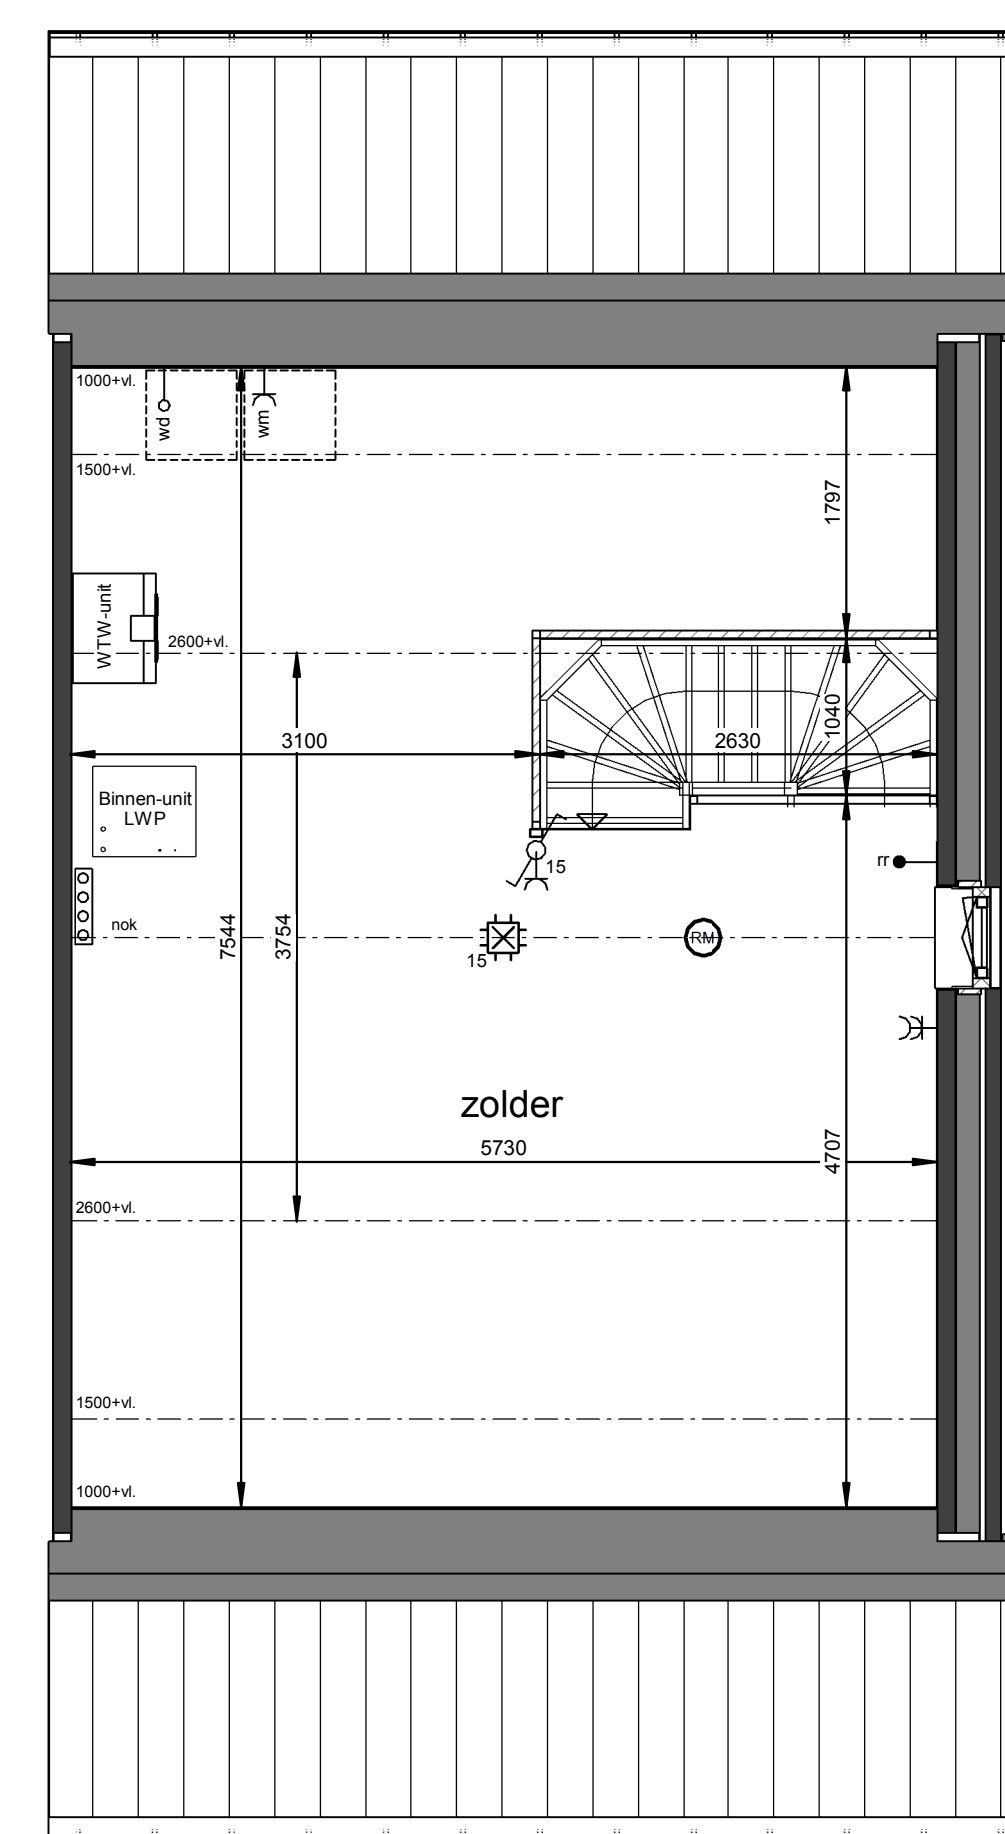 1000+vl.
wd
wm
1500+vl.
1797
WTW-unit
2600+vl.
1040
3100
2630
Binnen-unit
LWP
15
rr
nok
7544
3754
15
RM
zolder
5730
4707
2600+vl.
1500+vl.
1000+vl.